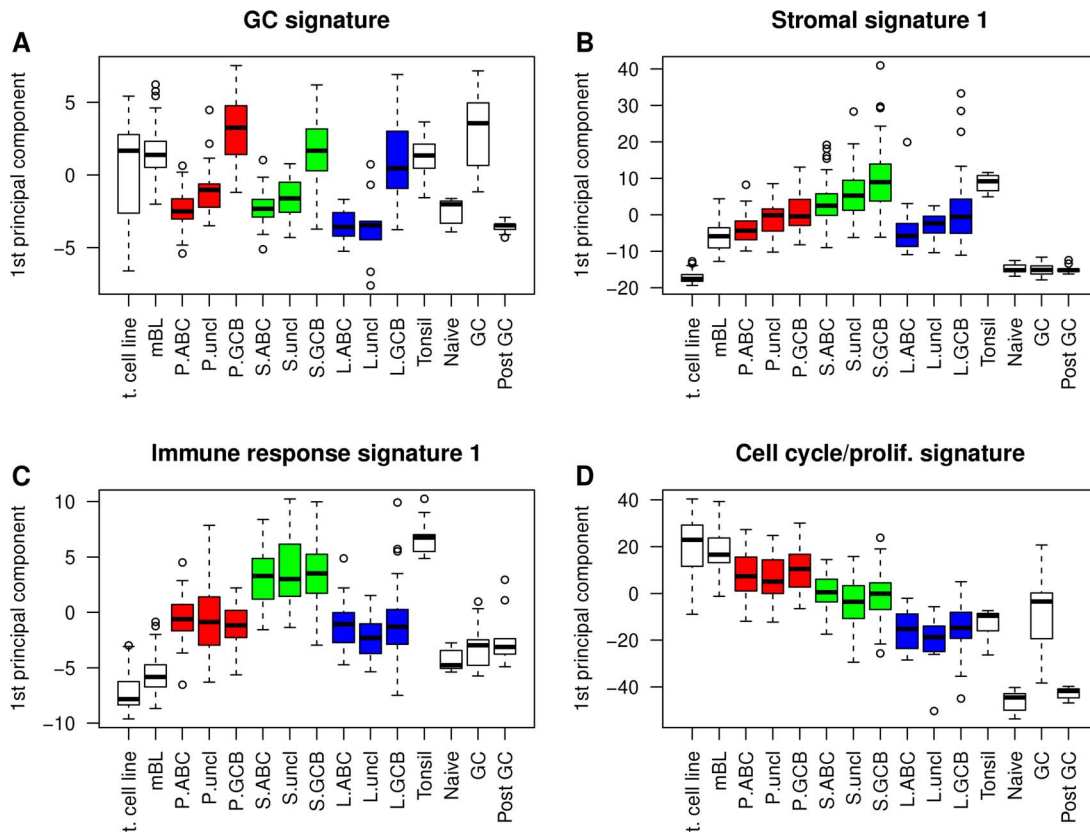 A
GC signature
1st principal component
5
0
−5
t. cell line
mBL
P.ABC
P.uncl
P.GCB
S.ABC
S.uncl
S.GCB
L.ABC
L.uncl
L.GCB
Tonsil
Naive
GC
Post GC
B
Stromal signature 1
1st principal component
40
30
20
10
0
−10
−20
t. cell line
mBL
P.ABC
P.uncl
P.GCB
S.ABC
S.uncl
S.GCB
L.ABC
L.uncl
L.GCB
Tonsil
Naive
GC
Post GC
C
Immune response signature 1
1st principal component
10
5
0
−5
−10
t. cell line
mBL
P.ABC
P.uncl
P.GCB
S.ABC
S.uncl
S.GCB
L.ABC
L.uncl
L.GCB
Tonsil
Naive
GC
Post GC
D
Cell cycle/prolif. signature
1st principal component
40
20
0
−20
−40
t. cell line
mBL
P.ABC
P.uncl
P.GCB
S.ABC
S.uncl
S.GCB
L.ABC
L.uncl
L.GCB
Tonsil
Naive
GC
Post GC